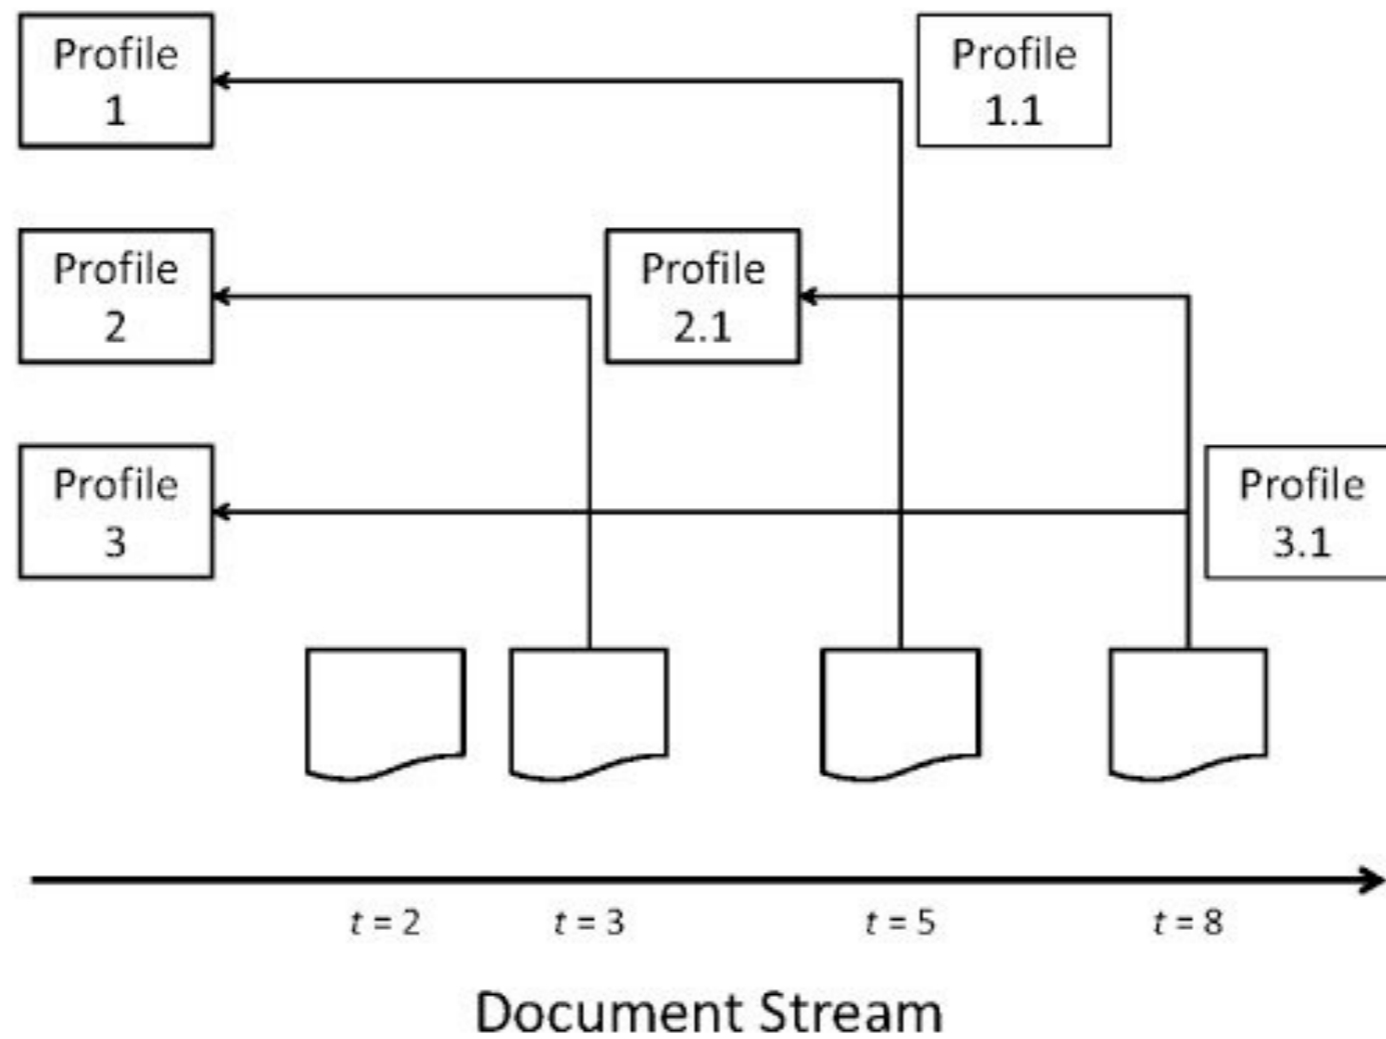 Profile
1
Profile
1.1
Profile
2
Profile
2.1
Profile
3
Profile
3.1
t = 2
t = 3
t = 5
t = 8
Document Stream